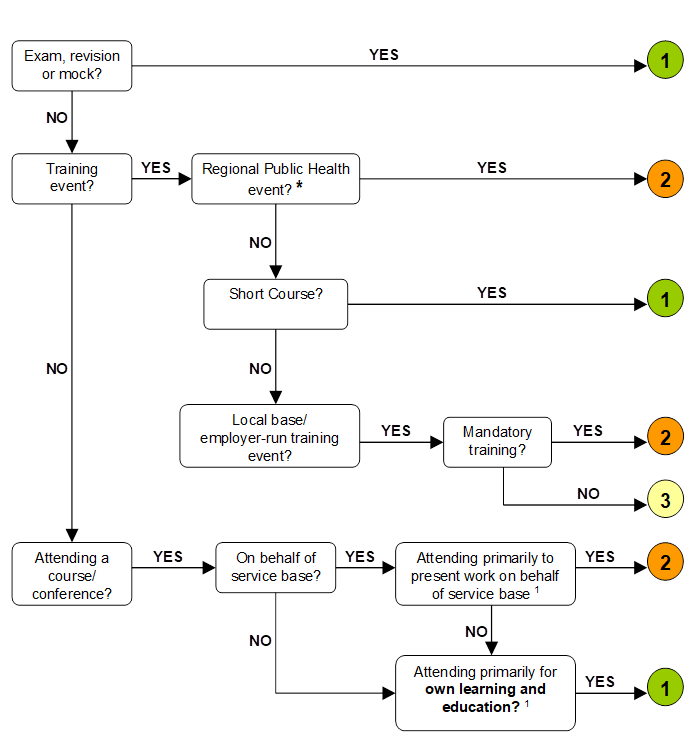 Exam, revision
or mock?
YES
1
NO
Training
event?
YES
Regional Public Health
event? *
YES
2
NO
Short Course?
YES
1
NO
NO
Local base/
employer-run training
event?
YES
Mandatory
training?
YES
2
NO
3
Attending a
course/
conference?
YES
On behalf of
service base?
YES
Attending primarily to
present work on behalf
of service base 1
YES
2
NO
NO
Attending primarily for
own learning and
education? 1
YES
1